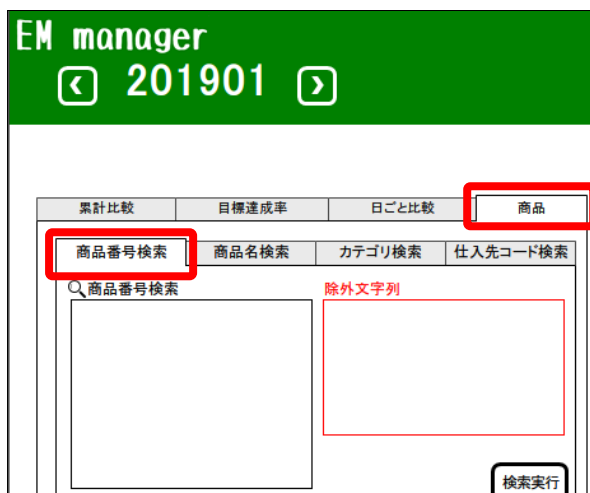 EM manager
201901
累計比較 目標達成率 日ごと比較 商品
商品番号検索 商品名検索 カテゴリ検索 仕入先コード検索
商品番号検索 除外文字列
検索実行